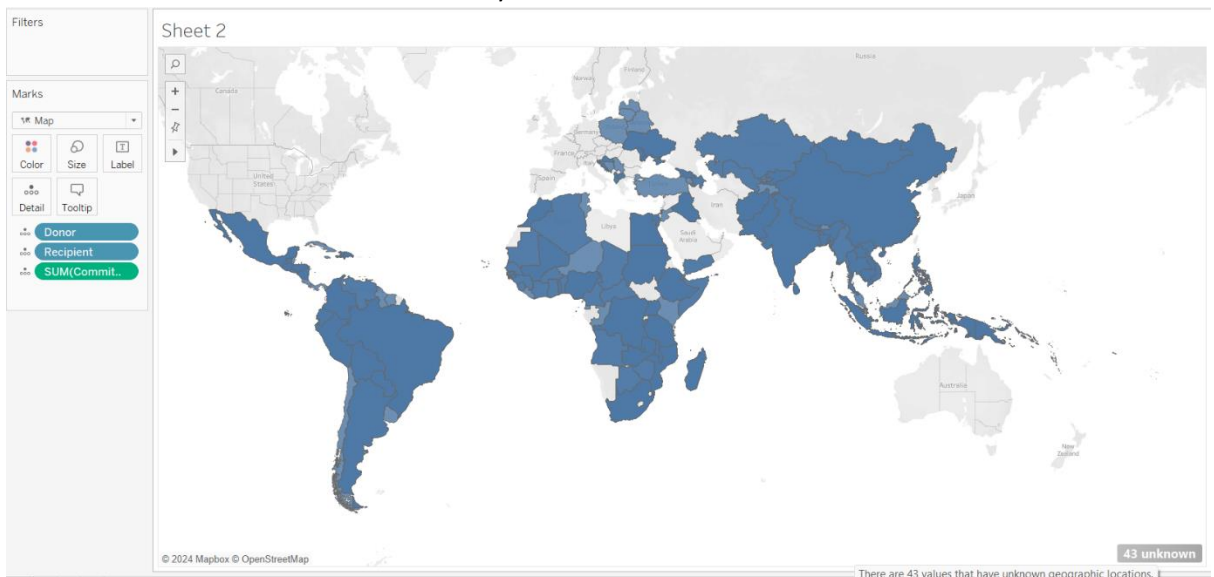 Filters
Sheet 2
Marks
Map
Color
Size
Label
Detail
Tooltip
Donor
Recipient
SUM(Commit..
Canada
United
States
Russia
Norway
Finland
Germany
France
Italy
Spain
Libya
Saudi
Arabia
Iran
Japan
Australia
New
Zealand
© 2024 Mapbox © OpenStreetMap
43 unknown
There are 43 values that have unknown geographic locations.